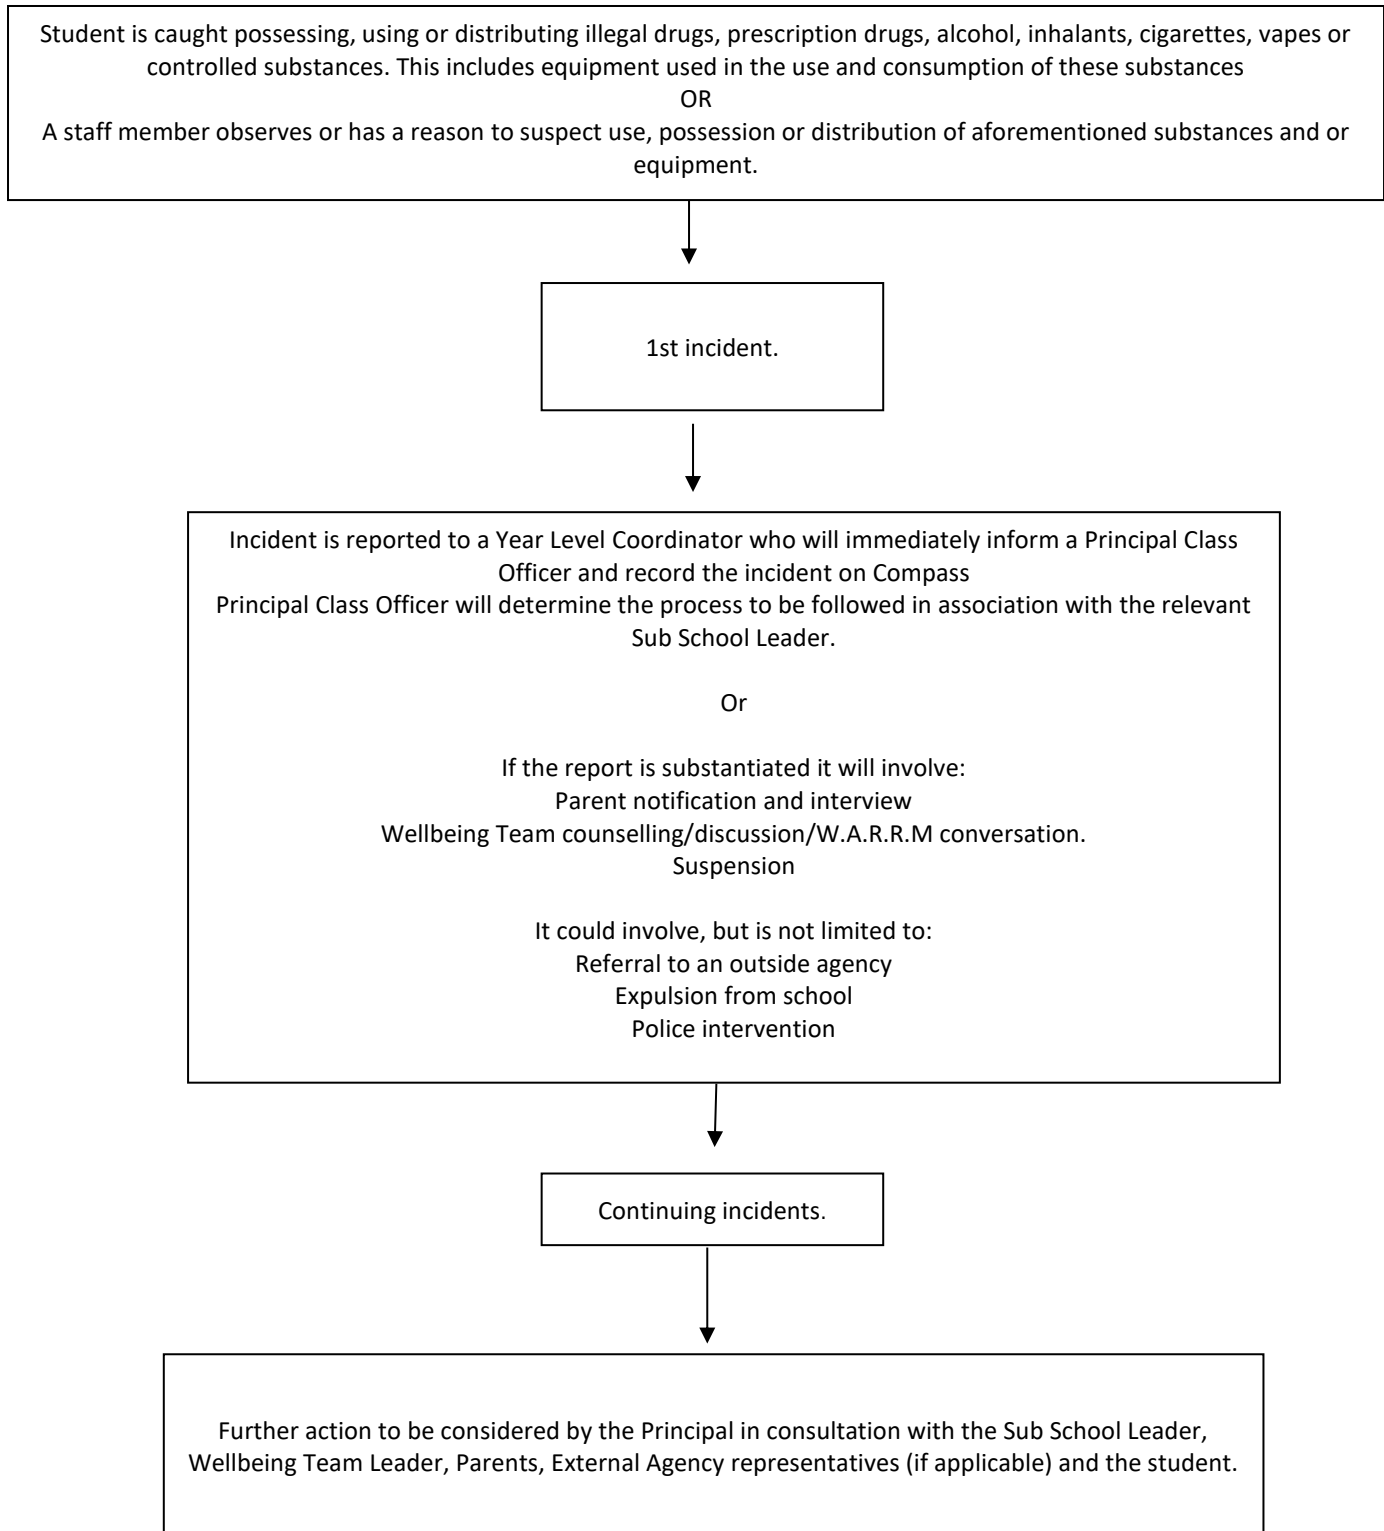 Student is caught possessing, using or distributing illegal drugs, prescription drugs, alcohol, inhalants, cigarettes, vapes or
controlled substances. This includes equipment used in the use and consumption of these substances
OR
A staff member observes or has a reason to suspect use, possession or distribution of aforementioned substances and or
equipment.
1st incident.
Incident is reported to a Year Level Coordinator who will immediately inform a Principal Class
Officer and record the incident on Compass
Principal Class Officer will determine the process to be followed in association with the relevant
Sub School Leader.
Or
If the report is substantiated it will involve:
Parent notification and interview
Wellbeing Team counselling/discussion/W.A.R.R.M conversation.
Suspension
It could involve, but is not limited to:
Referral to an outside agency
Expulsion from school
Police intervention
Continuing incidents.
Further action to be considered by the Principal in consultation with the Sub School Leader,
Wellbeing Team Leader, Parents, External Agency representatives (if applicable) and the student.